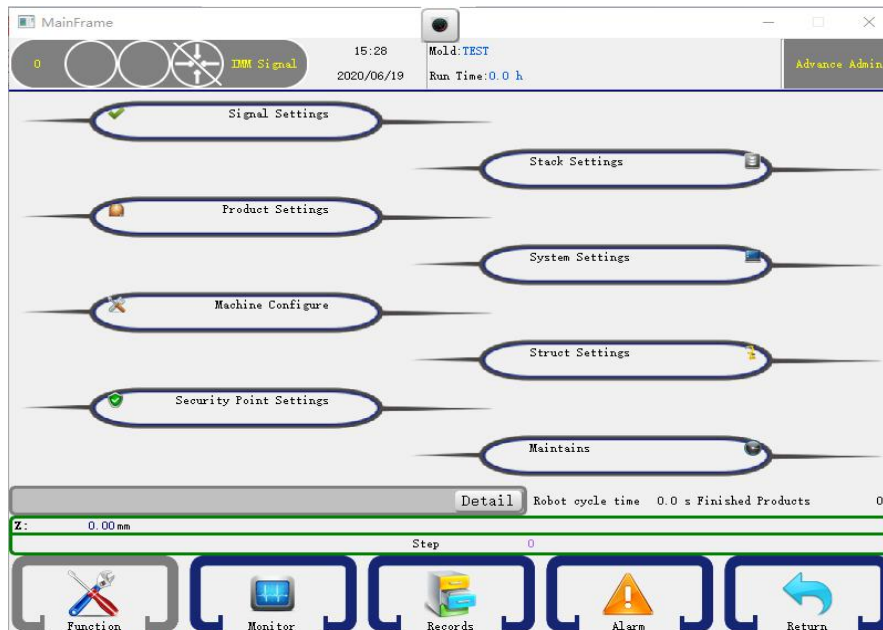 MainFrame
0 IMM Signal
15:28
2020/06/19
Mold:TEST
Run Time:0.0 h
Advance Admin
Signal Settings
Stack Settings
Product Settings
System Settings
Machine Configure
Struct Settings
Security Point Settings
Maintains
Detail Robot cycle time 0.0 s Finished Products 0
Z: 0.00 mm
Step 0
Function Monitor Records Alarm Return